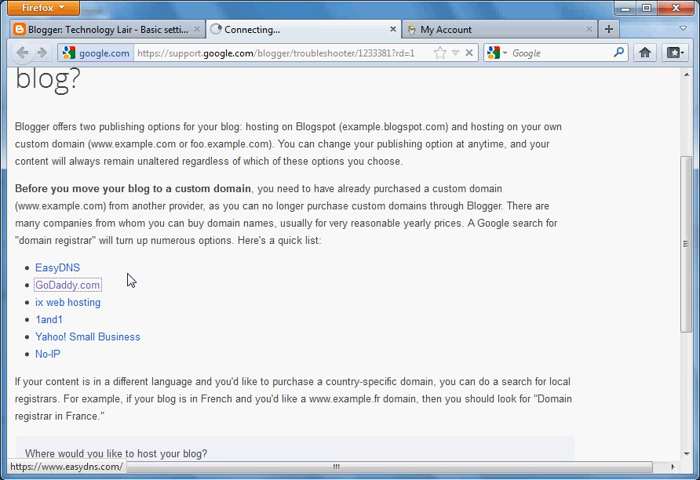 Firefox
Blogger: Technology Lair - Basic setti...
Connecting...
My Account
google.com
https://support.google.com/blogger/troubleshooter/1233381?rd=1
Google
blog?
Blogger offers two publishing options for your blog: hosting on Blogspot (example.blogspot.com) and hosting on your own
custom domain (www.example.com or foo.example.com). You can change your publishing option at anytime, and your
content will always remain unaltered regardless of which of these options you choose.
Before you move your blog to a custom domain, you need to have already purchased a custom domain
(www.example.com) from another provider, as you can no longer purchase custom domains through Blogger. There are
many companies from whom you can buy domain names, usually for very reasonable yearly prices. A Google search for
"domain registrar" will turn up numerous options. Here's a quick list:
EasyDNS
GoDaddy.com
ix web hosting
1and1
Yahoo! Small Business
No-IP
If your content is in a different language and you'd like to purchase a country-specific domain, you can do a search for local
registrars. For example, if your blog is in French and you'd like a www.example.fr domain, then you should look for "Domain
registrar in France."
Where would you like to host your blog?
https://www.easydns.com/